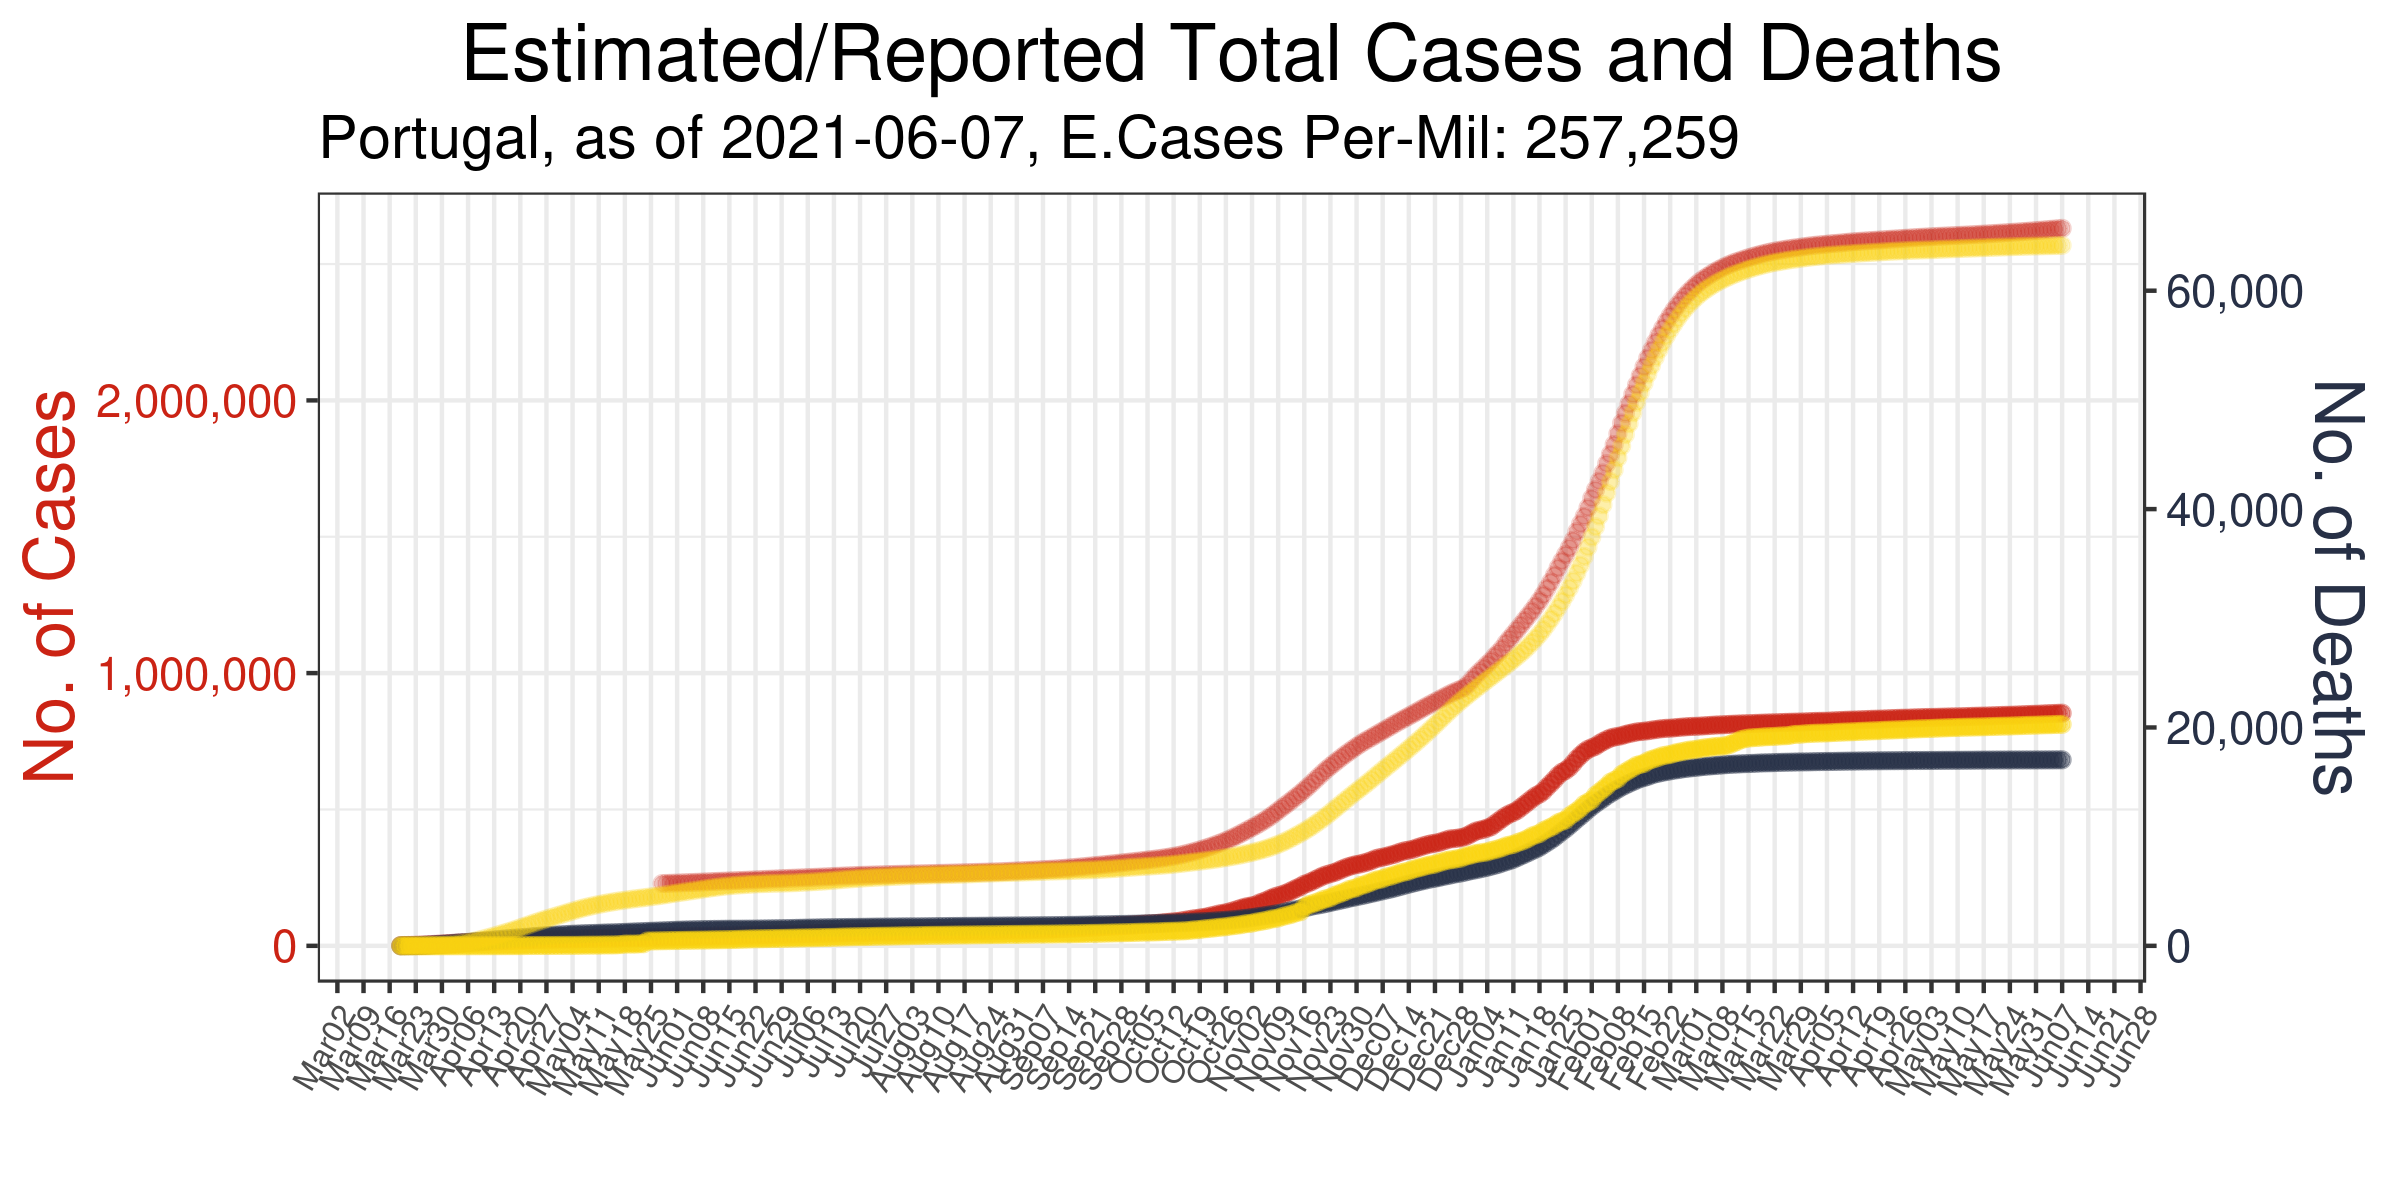 Estimated/Reported Total Cases and Deaths
Portugal, as of 2021-06-07, E.Cases Per-Mil: 257,259
No. of Cases
2,000,000
1,000,000
0
60,000
40,000
20,000
0
No. of Deaths
Mar02
Mar09
Mar16
Mar23
Mar30
Apr06
Apr13
Apr20
Apr27
May04
May11
May18
May25
Jun01
Jun08
Jun15
Jun22
Jun29
Jul06
Jul13
Jul20
Jul27
Aug03
Aug10
Aug17
Aug24
Aug31
Sep07
Sep14
Sep21
Sep28
Oct05
Oct12
Oct19
Oct26
Nov02
Nov09
Nov16
Nov23
Nov30
Dec07
Dec14
Dec21
Dec28
Jan04
Jan11
Jan18
Jan25
Feb01
Feb08
Feb15
Feb22
Mar01
Mar08
Mar15
Mar22
Mar29
Apr05
Apr12
Apr19
Apr26
May03
May10
May17
May24
May31
Jun07
Jun14
Jun21
Jun28